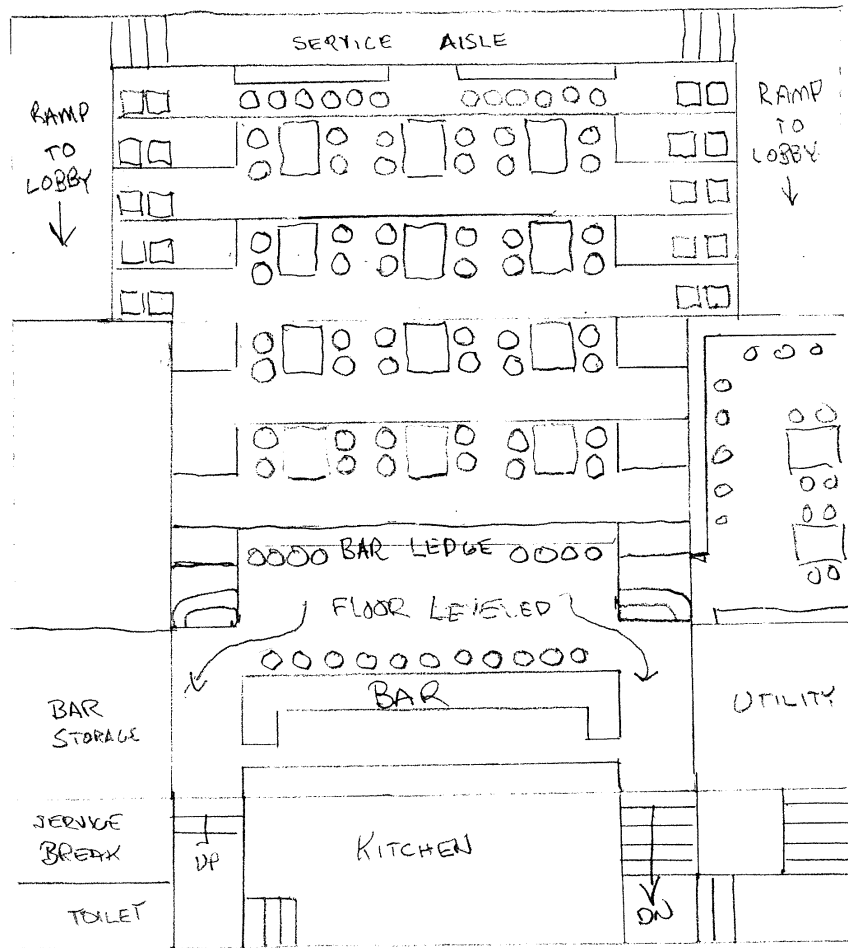 SERVICE AISLE
RAMP
TO
LOBBY
RAMP
TO
LOBBY
BAR LEDGE
FLOOR LEVELED
BAR
BAR
STORAGE
UTILITY
SERVICE
BREAK
UP
KITCHEN
TOILET
DN